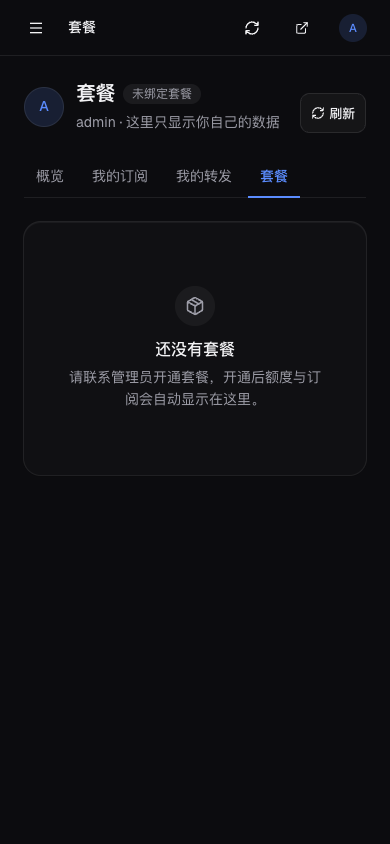 套餐
A
A
套餐 未绑定套餐
admin · 这里只显示你自己的数据
刷新
概览 我的订阅 我的转发 套餐
还没有套餐
请联系管理员开通套餐，开通后额度与订
阅会自动显示在这里。